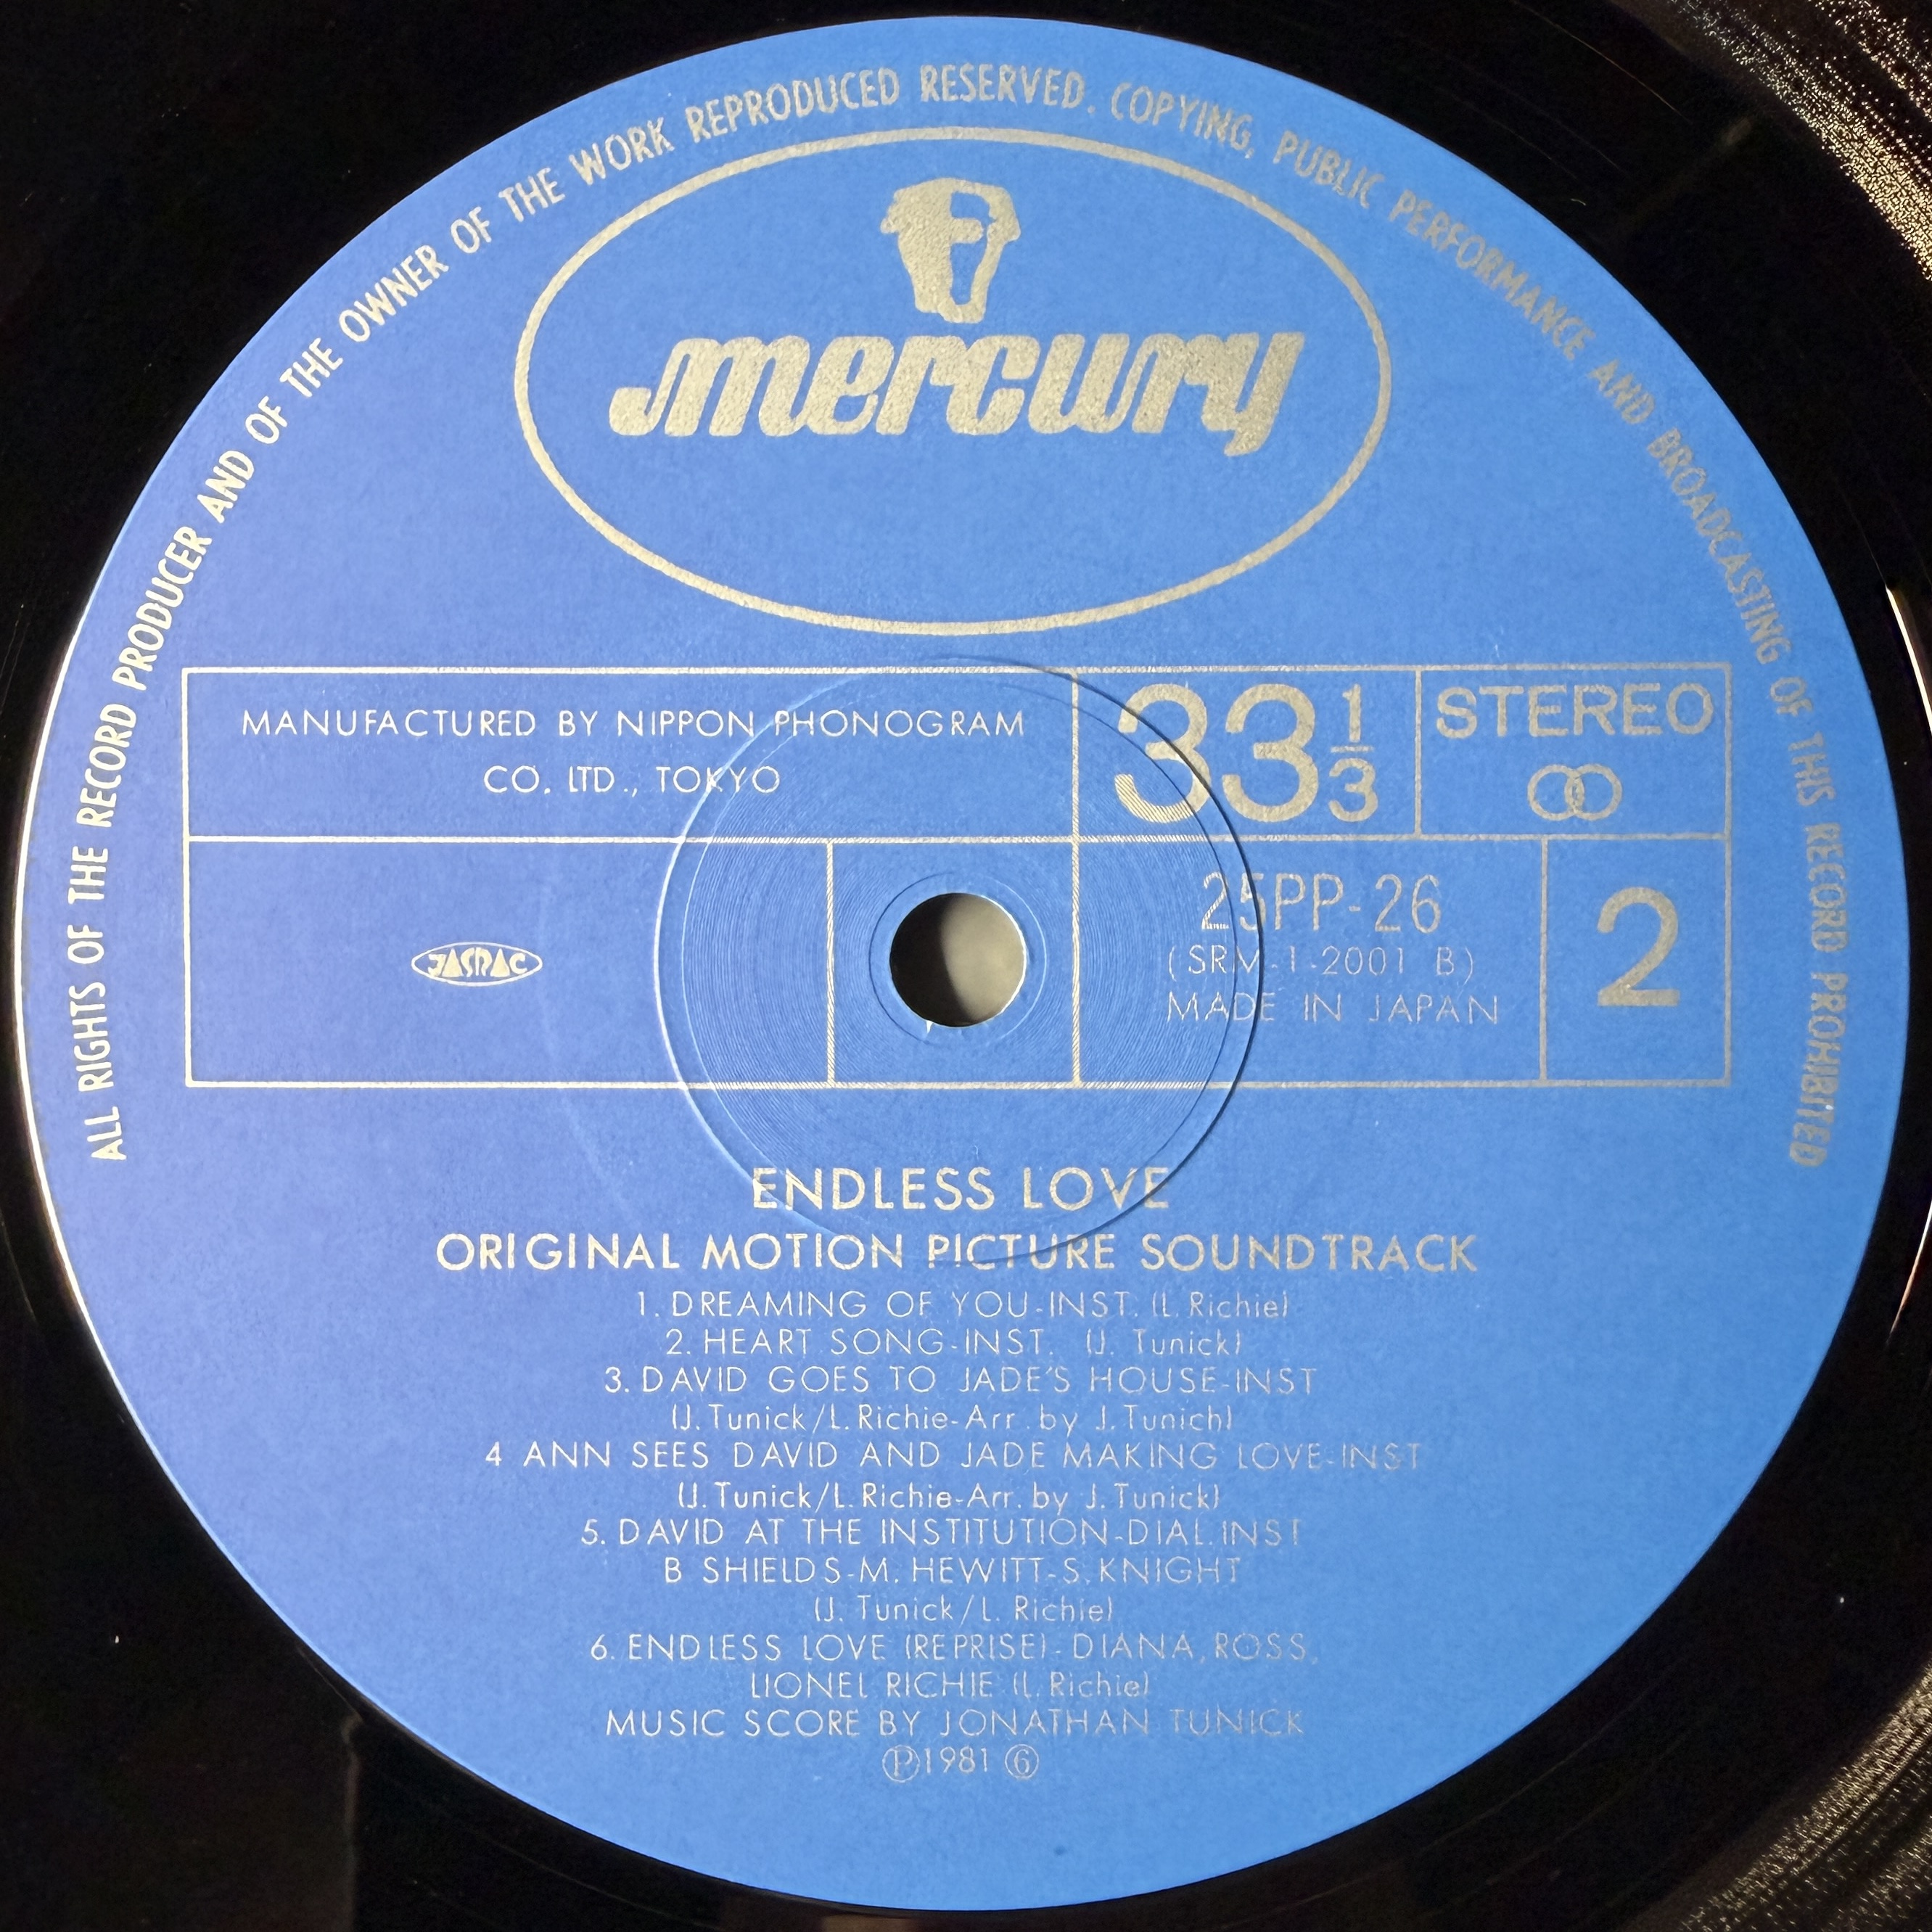 ALL RIGHTS OF THE RECORD PRODUCER AND OF THE OWNER OF THE WORK REPRODUCED RESERVED. COPYING, PUBLIC PERFORMANCE AND BROADCASTING OF THIS RECORD PROHIBITED
mercury
MANUFACTURED BY NIPPON PHONOGRAM
CO. LTD., TOKYO
33 1/3
STEREO
JASRAC
25PP-26
(SRM-1-2001 B)
MADE IN JAPAN
2
ENDLESS LOVE
ORIGINAL MOTION PICTURE SOUNDTRACK
1. DREAMING OF YOU-INST. (L. Richie)
2. HEART SONG-INST. (J. Tunick)
3. DAVID GOES TO JADE'S HOUSE-INST
(J. Tunick/L. Richie-Arr. by J. Tunich)
4 ANN SEES DAVID AND JADE MAKING LOVE-INST
(J. Tunick/L. Richie-Arr. by J. Tunick)
5. DAVID AT THE INSTITUTION-DIAL. INST
B SHIELDS-M. HEWITT-S. KNIGHT
(J. Tunick/L. Richie)
6. ENDLESS LOVE (REPRISE)-DIANA, ROSS,
LIONEL RICHIE (L. Richie)
MUSIC SCORE BY JONATHAN TUNICK
Ⓟ1981 ⑥